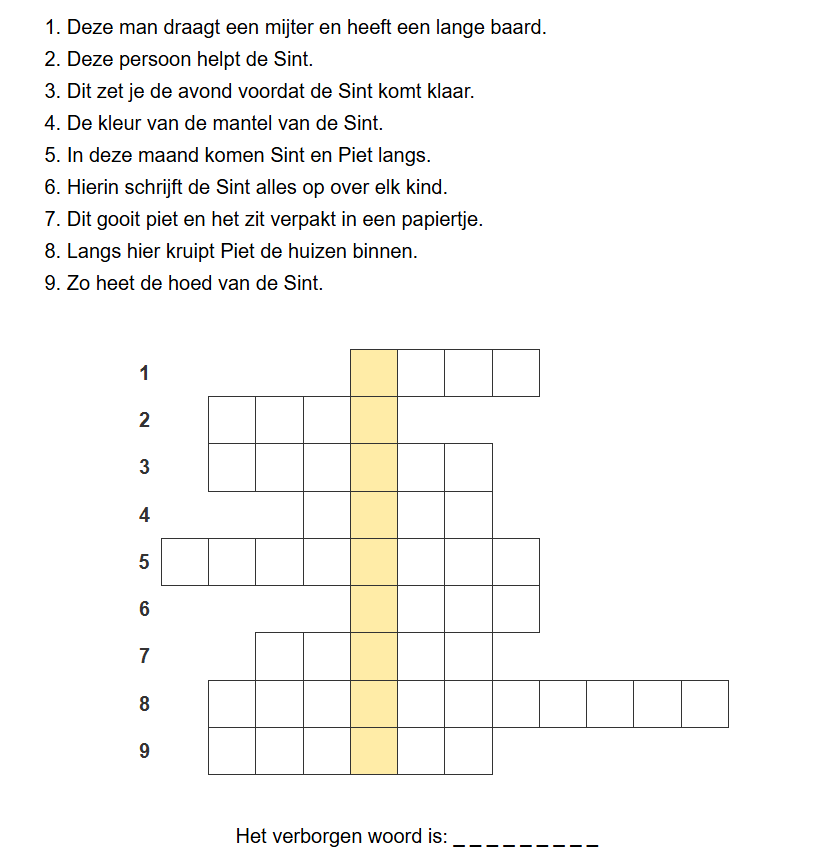 1. Deze man draagt een mijter en heeft een lange baard.
2. Deze persoon helpt de Sint.
3. Dit zet je de avond voordat de Sint komt klaar.
4. De kleur van de mantel van de Sint.
5. In deze maand komen Sint en Piet langs.
6. Hierin schrijft de Sint alles op over elk kind.
7. Dit gooit piet en het zit verpakt in een papiertje.
8. Langs hier kruipt Piet de huizen binnen.
9. Zo heet de hoed van de Sint.
1
2
3
4
5
6
7
8
9
Het verborgen woord is: _ _ _ _ _ _ _ _ _